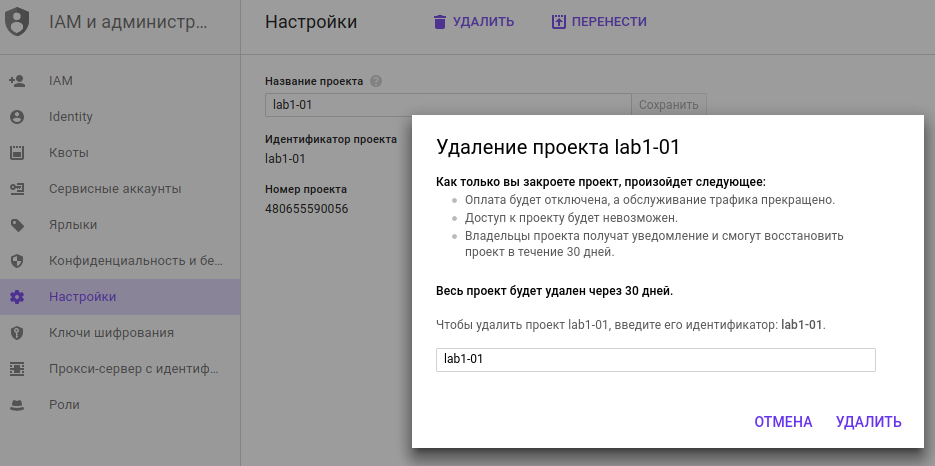 IAM и администр...
Настройки
УДАЛИТЬ
ПЕРЕНЕСТИ
IAM
Identity
Квоты
Сервисные аккаунты
Ярлыки
Конфиденциальность и бе...
Настройки
Ключи шифрования
Прокси-сервер с идентиф...
Роли
Название проекта ?
lab1-01
Сохранить
Идентификатор проекта
lab1-01
Номер проекта
480655590056
Удаление проекта lab1-01
Как только вы закроете проект, произойдет следующее:
Оплата будет отключена, а обслуживание трафика прекращено.
Доступ к проекту будет невозможен.
Владельцы проекта получат уведомление и смогут восстановить
проект в течение 30 дней.
Весь проект будет удален через 30 дней.
Чтобы удалить проект lab1-01, введите его идентификатор: lab1-01.
lab1-01
ОТМЕНА
УДАЛИТЬ